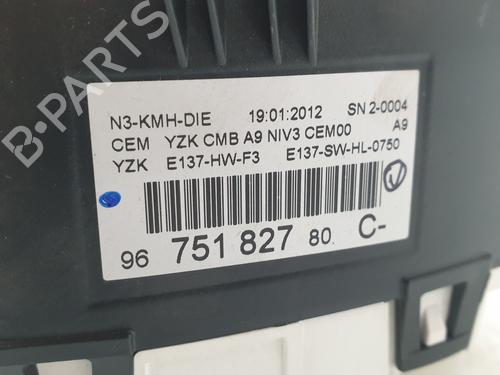 N3-KMH-DIE 19:01:2012 SN 2-0004
CEM YZK CMB A9 NIV3 CEM00 A9
YZK E137-HW-F3 E137-SW-HL-0750
96 751 827 80. C-
B-PARTS